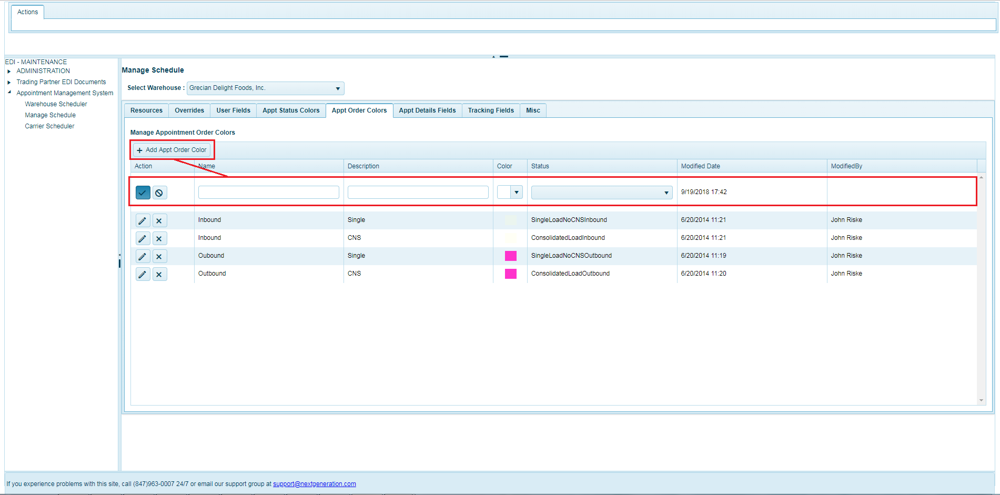 Actions
EDI - MAINTENANCE
ADMINISTRATION
Trading Partner EDI Documents
Appointment Management System
Warehouse Scheduler
Manage Schedule
Carrier Scheduler
Manage Schedule
Select Warehouse : Grecian Delight Foods, Inc.
Resources Overrides User Fields Appt Status Colors Appt Order Colors Appt Details Fields Tracking Fields Misc
Manage Appointment Order Colors
+ Add Appt Order Color
Action Name Description Color Status Modified Date ModifiedBy
9/19/2018 17:42
Inbound Single SingleLoadNoCNSInbound 6/20/2014 11:21 John Riske
Inbound CNS ConsolidatedLoadInbound 6/20/2014 11:21 John Riske
Oubound Single SingleLoadNoCNSOutbound 6/20/2014 11:19 John Riske
Outbound CNS ConsolidatedLoadOutbound 6/20/2014 11:20 John Riske
If you experience problems with this site, call (847)963-0007 24/7 or email our support group at support@nextgeneration.com